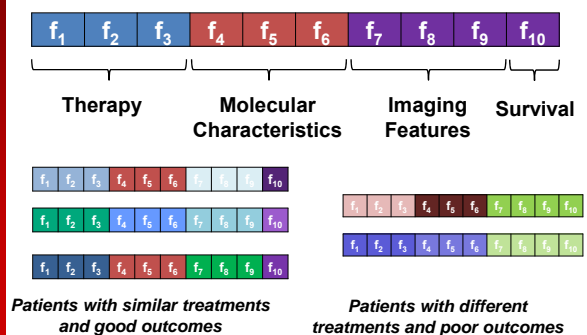 f1 f2 f3 f4 f5 f6 f7 f8 f9 f10
Therapy
Molecular
Characteristics
Imaging
Features
Survival
f1 f2 f3 f4 f5 f6 f7 f8 f9 f10
f1 f2 f3 f4 f5 f6 f7 f8 f9 f10
f1 f2 f3 f4 f5 f6 f7 f8 f9 f10
Patients with similar treatments
and good outcomes
f1 f2 f3 f4 f5 f6 f7 f8 f9 f10
f1 f2 f3 f4 f5 f6 f7 f8 f9 f10
Patients with different
treatments and poor outcomes